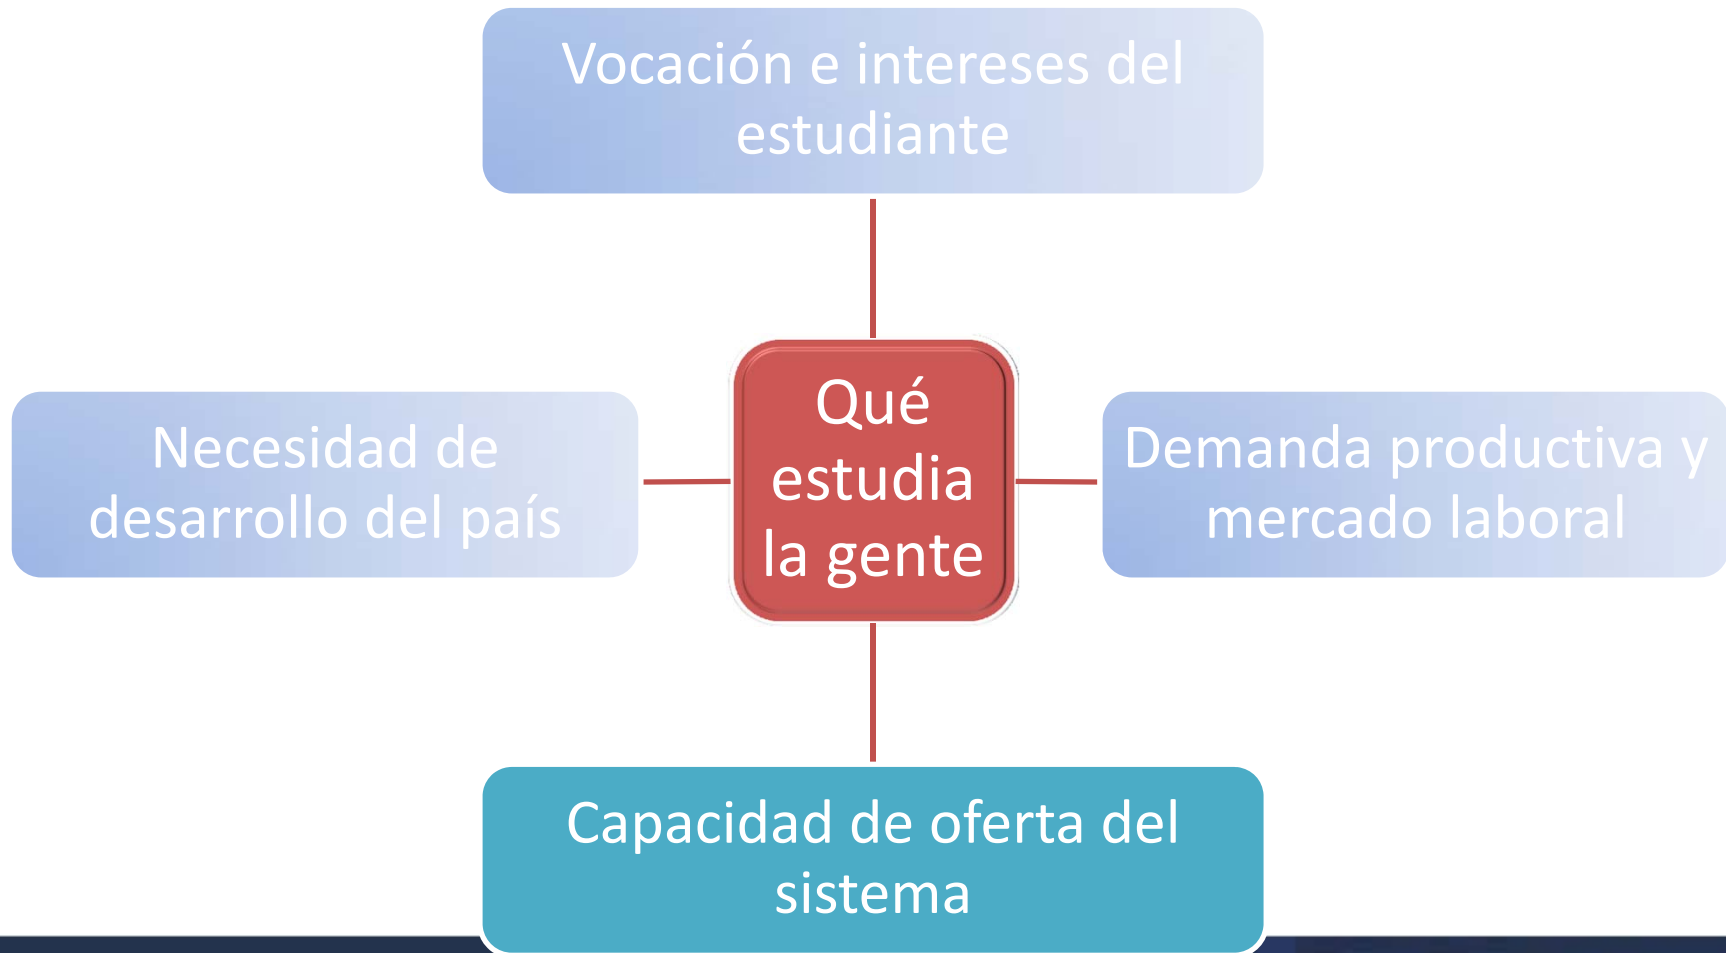 Vocación e intereses del
estudiante
Necesidad de
desarrollo del país
Qué
estudia
la gente
Demanda productiva y
mercado laboral
Capacidad de oferta del
sistema